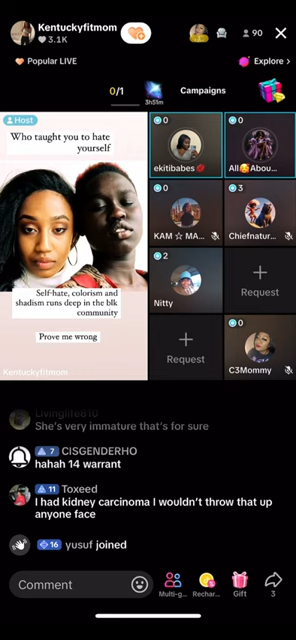 Kentuckyfitmom
3.1K
90
Popular LIVE
Explore >
0/1
3h51m
Campaigns
Host
Who taught you to hate
yourself
Self-hate, colorism and
shadism runs deep in the blk
community
Prove me wrong
Kentuckyfitmom
0
ekitibabes
0
All Abou...
0
KAM ☆ MA...
3
Chiefnatur...
2
Nitty
+
Request
+
Request
0
C3Mommy
Livinglife810
She's very immature that's for sure
7 CISGENDERHO
hahah 14 warrant
11 Toxeed
I had kidney carcinoma I wouldn't throw that up
anyone face
16 yusuf joined
Comment
Multi-g...
Rechar...
Gift
3